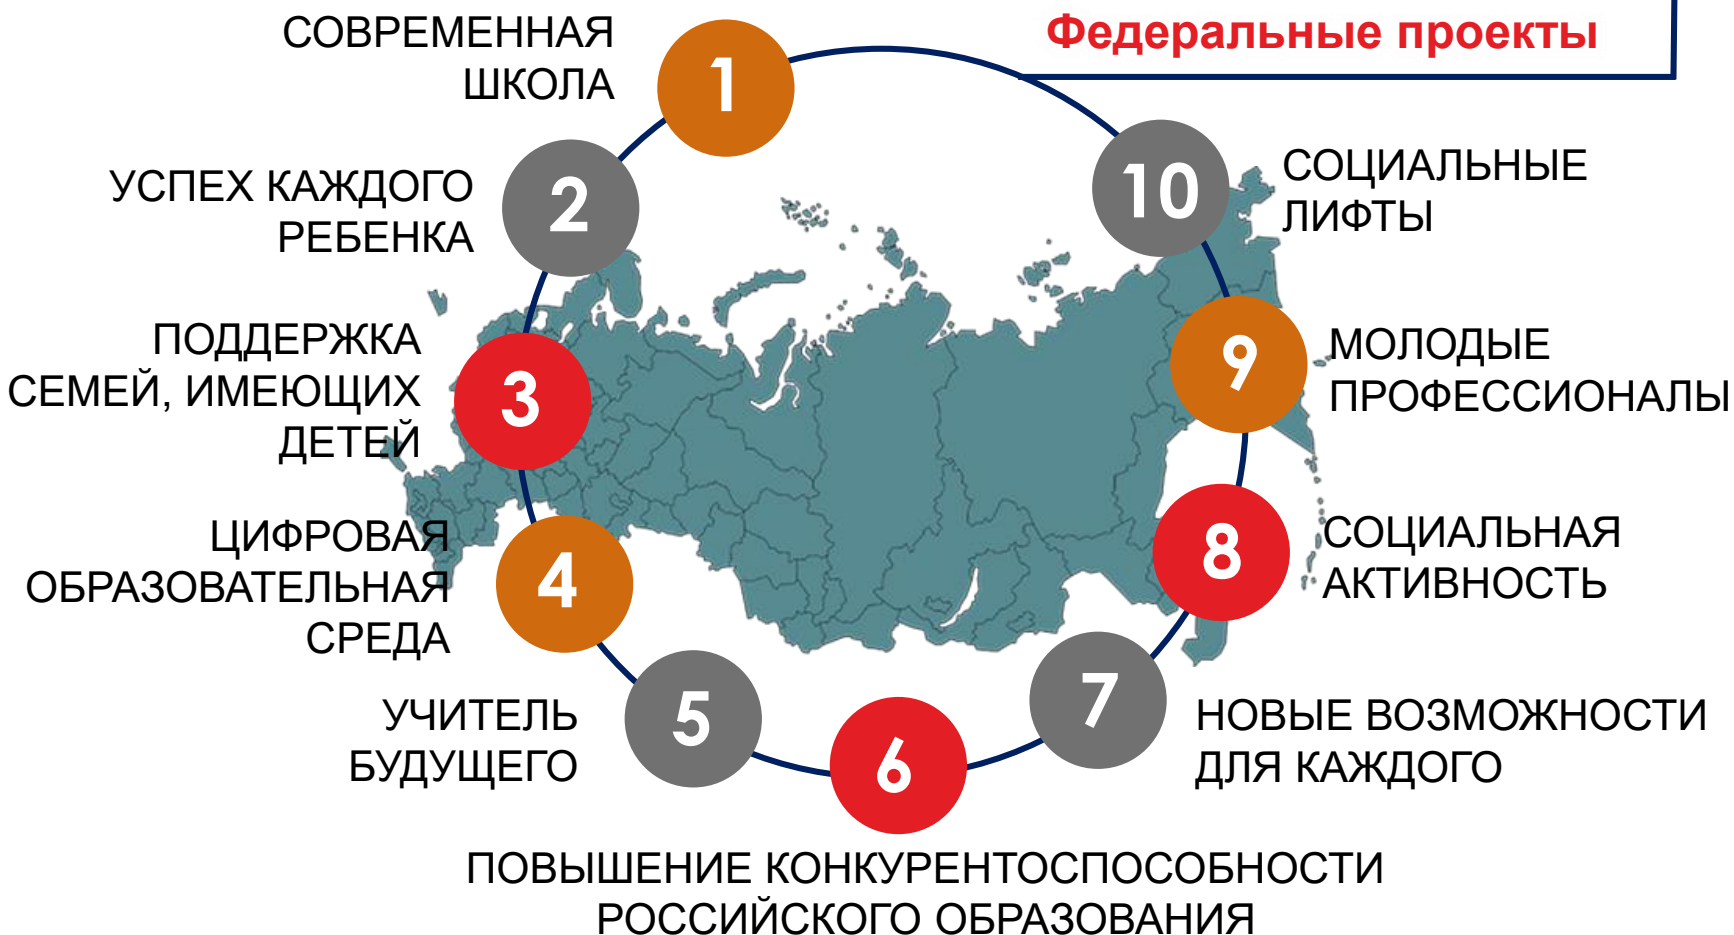 Федеральные проекты
1
СОВРЕМЕННАЯ
ШКОЛА
2
УСПЕХ КАЖДОГО
РЕБЕНКА
3
ПОДДЕРЖКА
СЕМЕЙ, ИМЕЮЩИХ
ДЕТЕЙ
4
ЦИФРОВАЯ
ОБРАЗОВАТЕЛЬНАЯ
СРЕДА
5
УЧИТЕЛЬ
БУДУЩЕГО
6
ПОВЫШЕНИЕ КОНКУРЕНТОСПОСОБНОСТИ
РОССИЙСКОГО ОБРАЗОВАНИЯ
7
НОВЫЕ ВОЗМОЖНОСТИ
ДЛЯ КАЖДОГО
8
СОЦИАЛЬНАЯ
АКТИВНОСТЬ
9
МОЛОДЫЕ
ПРОФЕССИОНАЛЫ
10
СОЦИАЛЬНЫЕ
ЛИФТЫ